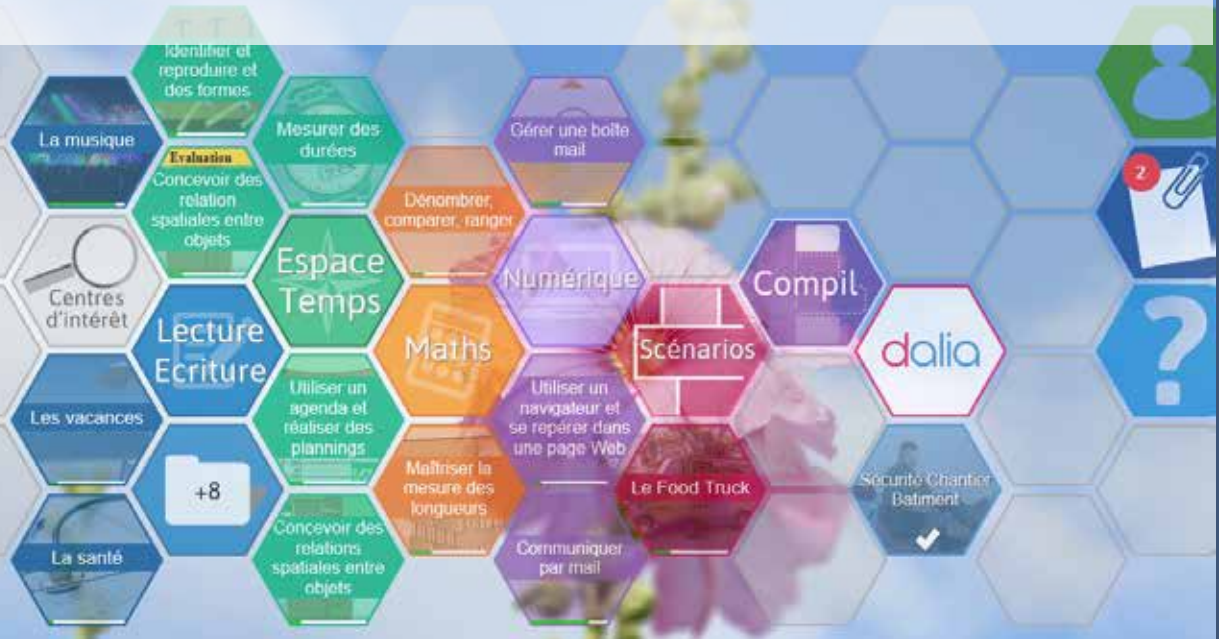 Identifier et
reproduire et
des formes
La musique
Mesurer des
durées
Gérer une boîte
mail
Evaluation
Concevoir des
relation
spatiales entre
objets
Dénombrer,
comparer, ranger
2
Centres
d'intérêt
Espace
Temps
Numérique
Compil
Lecture
Ecriture
Maths
Scénarios
dalia
?
Les vacances
Utiliser un
agenda et
réaliser des
plannings
Utiliser un
navigateur et
se repérer dans
une page Web
+8
Maîtriser la
mesure des
longueurs
Le Food Truck
Sécurité Chantier
Batiment
La santé
Concevoir des
relations
spatiales entre
objets
Communiquer
par mail